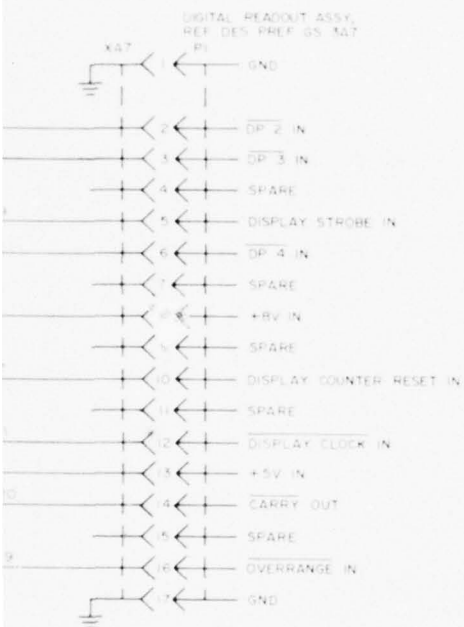 DIGITAL READOUT ASSY,
REF DES PREF GS 3A7
XA7 P1
1 GND
2 DP 2 IN
3 DP 3 IN
4 SPARE
5 DISPLAY STROBE IN
6 DP 4 IN
7 SPARE
+8V IN
SPARE
10 DISPLAY COUNTER RESET IN
11 SPARE
12 DISPLAY CLOCK IN
13 +5V IN
14 CARRY OUT
15 SPARE
16 OVERRANGE IN
17 GND